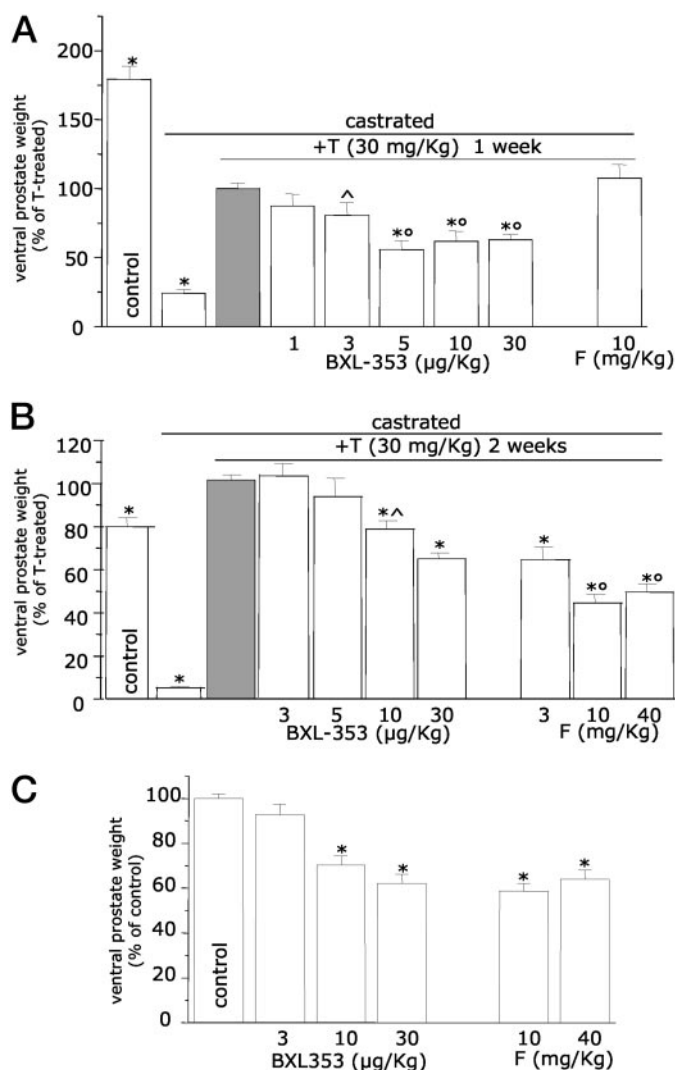 A
ventral prostate weight
(% of T-treated)
200
150
100
50
0
castrated
+T (30 mg/Kg) 1 week
*
*
^
*o
*o
*o
control
1 3 5 10 30 10
BXL-353 (µg/Kg) F (mg/Kg)
B
ventral prostate weight
(% of T-treated)
120
100
80
60
40
20
0
castrated
+T (30 mg/Kg) 2 weeks
*
*
*^
*
*
*o
*o
control
3 5 10 30 3 10 40
BXL-353 (µg/Kg) F (mg/Kg)
C
ventral prostate weight
(% of control)
100
80
60
40
20
0
*
*
*
*
control
3 10 30 10 40
BXL353 (µg/Kg) F (mg/Kg)